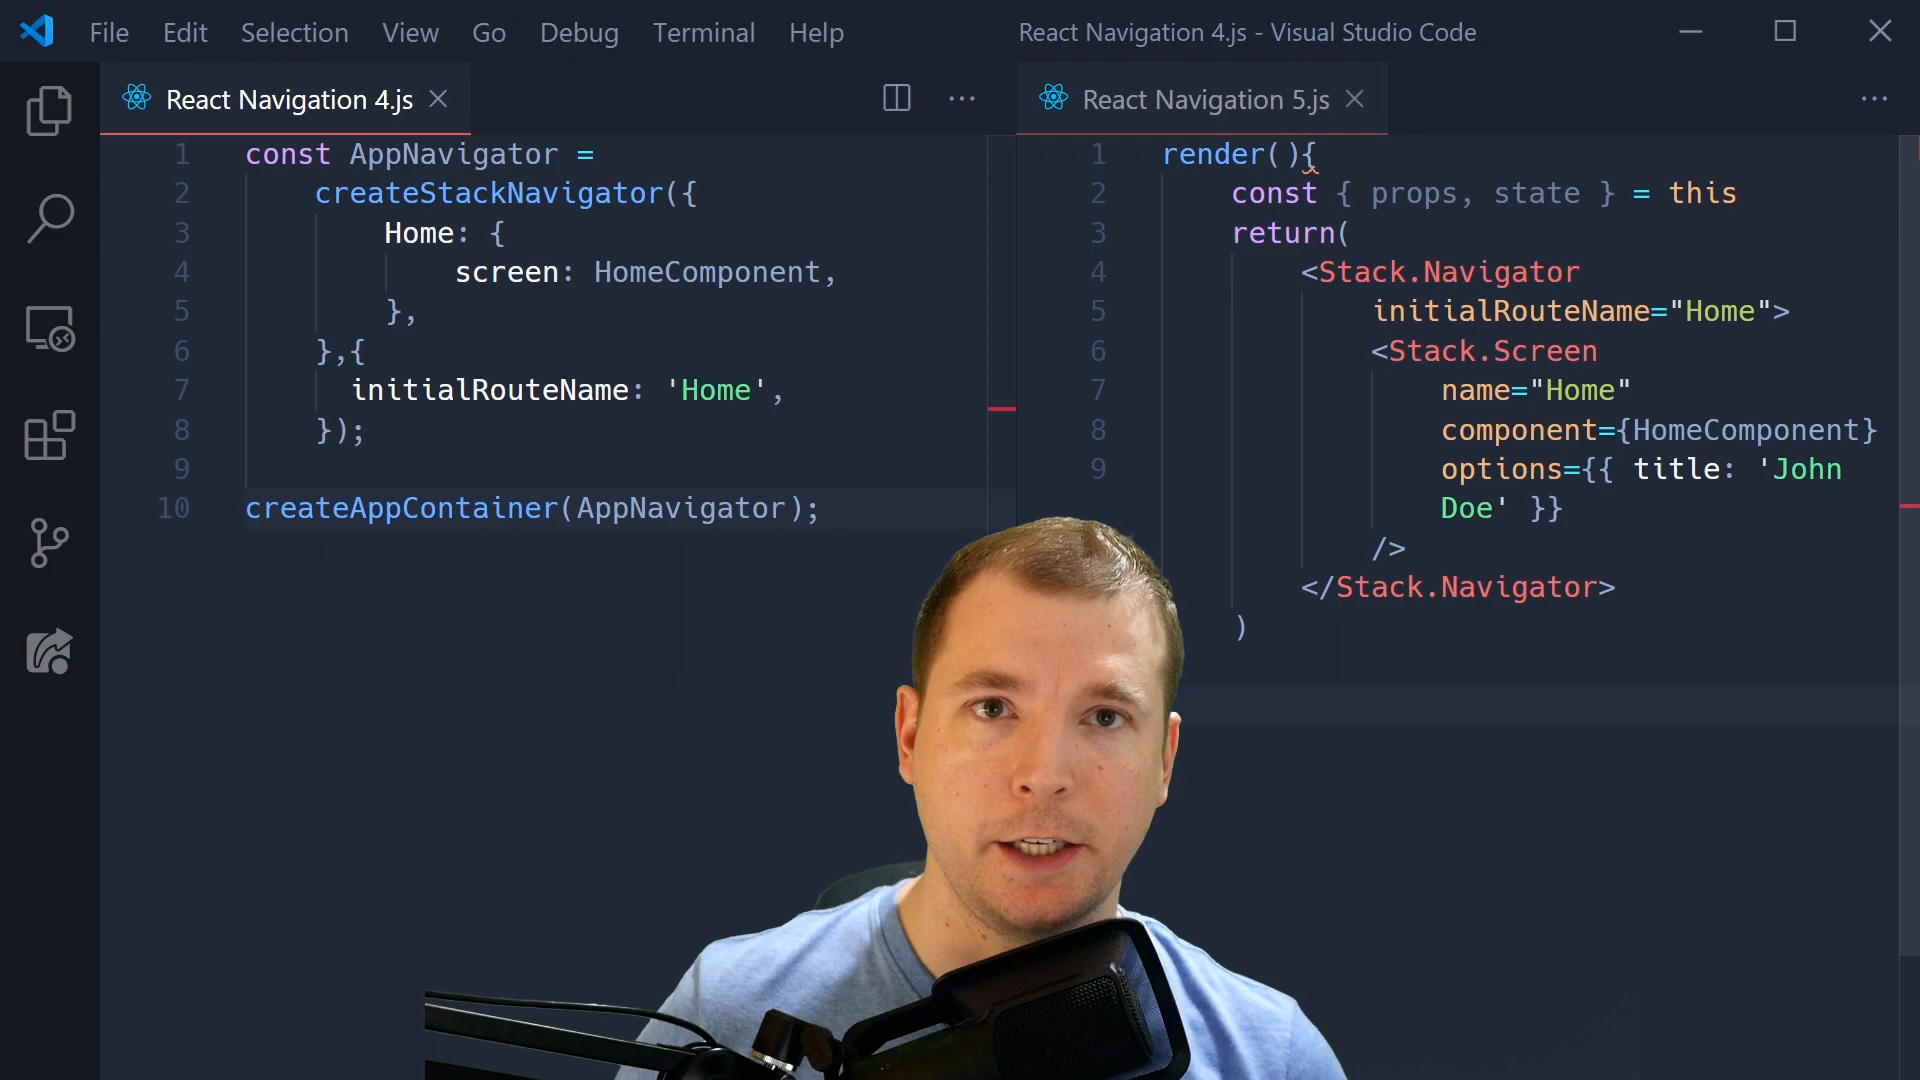 File Edit Selection View Go Debug Terminal Help React Navigation 4.js - Visual Studio Code
React Navigation 4.js
1 const AppNavigator =
2 createStackNavigator({
3 Home: {
4 screen: HomeComponent,
5 },
6 },{
7 initialRouteName: 'Home',
8 });
9
10 createAppContainer(AppNavigator);
React Navigation 5.js
1 render(){
2 const { props, state } = this
3 return(
4 <Stack.Navigator
5 initialRouteName="Home">
6 <Stack.Screen
7 name="Home"
8 component={HomeComponent}
9 options={{ title: 'John
Doe' }}
/>
</Stack.Navigator>
)